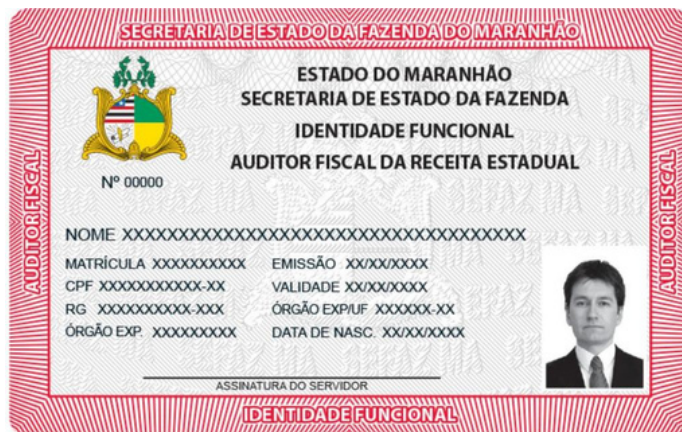 SECRETARIA DE ESTADO DA FAZENDA DO MARANHÃO
ESTADO DO MARANHÃO
SECRETARIA DE ESTADO DA FAZENDA
IDENTIDADE FUNCIONAL
AUDITOR FISCAL DA RECEITA ESTADUAL
Nº 00000
AUDITOR FISCAL
AUDITOR FISCAL
SEFAZ MA
NOME XXXXXXXXXXXXXXXXXXXXXXXXXXXXXXXXXXXXX
MATRÍCULA XXXXXXXXXX EMISSÃO XX/XX/XXXX
CPF XXXXXXXXXXX-XX VALIDADE XX/XX/XXXX
RG XXXXXXXXXX-XXX ÓRGÃO EXP/UF XXXXXX-XX
ÓRGÃO EXP. XXXXXXXXX DATA DE NASC. XX/XX/XXXX
ASSINATURA DO SERVIDOR
IDENTIDADE FUNCIONAL